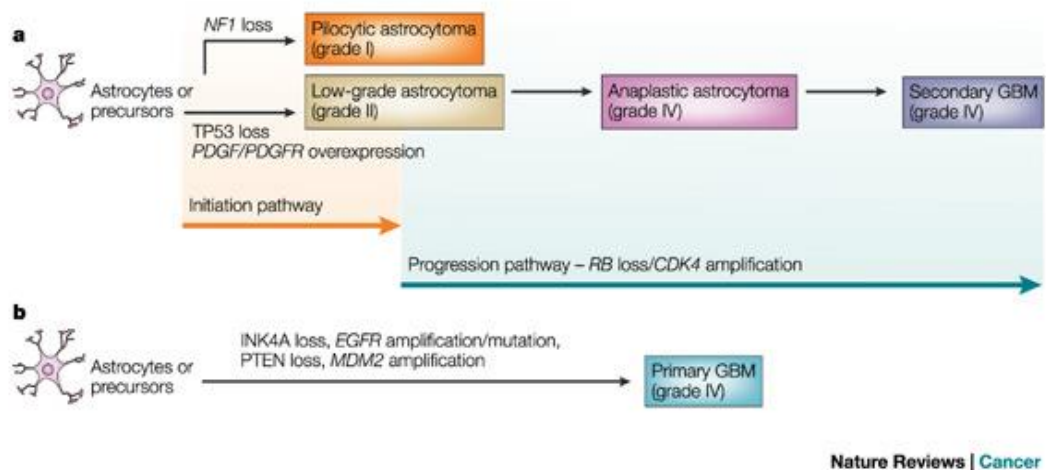 a
NF1 loss
Pilocytic astrocytoma
(grade I)
Astrocytes or
precursors
Low-grade astrocytoma
(grade II)
Anaplastic astrocytoma
(grade IV)
Secondary GBM
(grade IV)
TP53 loss
PDGF/PDGFR overexpression
Initiation pathway
Progression pathway – RB loss/CDK4 amplification
b
Astrocytes or
precursors
INK4A loss, EGFR amplification/mutation,
PTEN loss, MDM2 amplification
Primary GBM
(grade IV)
Nature Reviews | Cancer